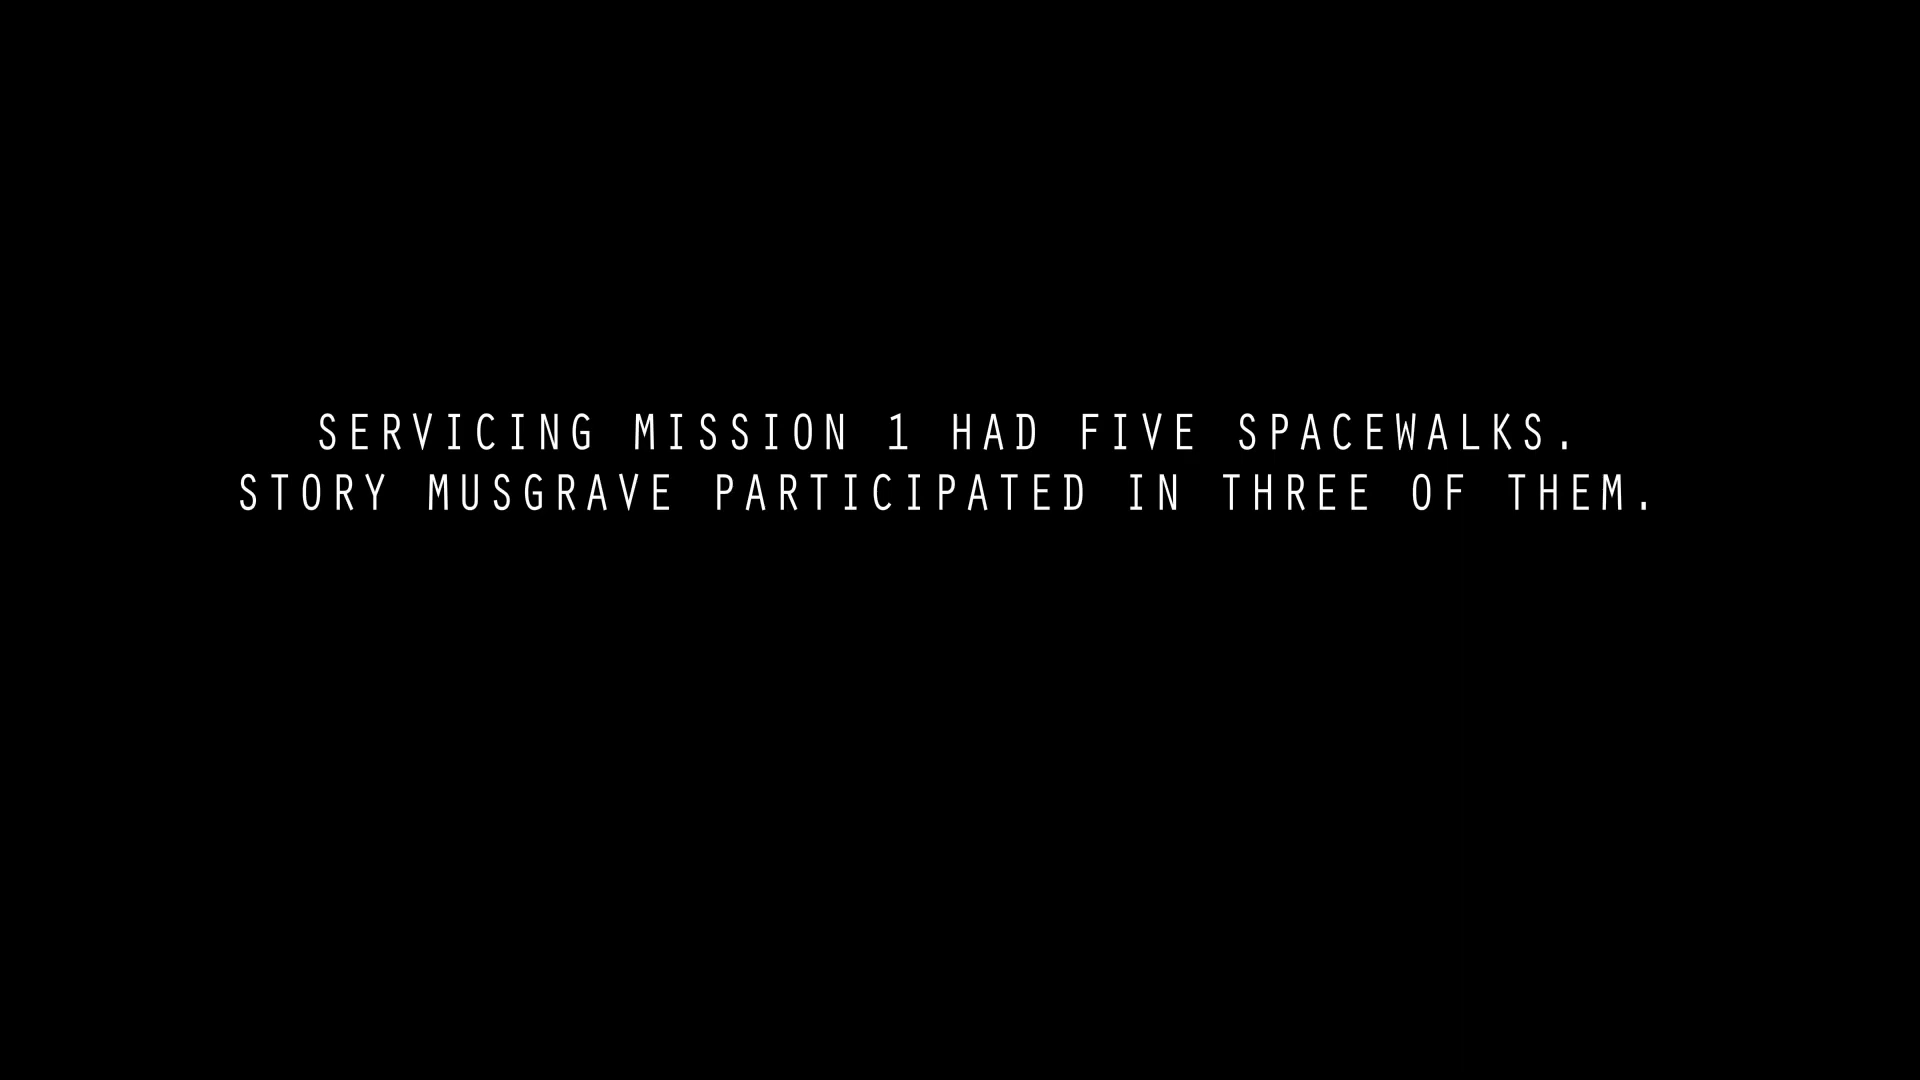 SERVICING MISSION 1 HAD FIVE SPACEWALKS.
STORY MUSGRAVE PARTICIPATED IN THREE OF THEM.